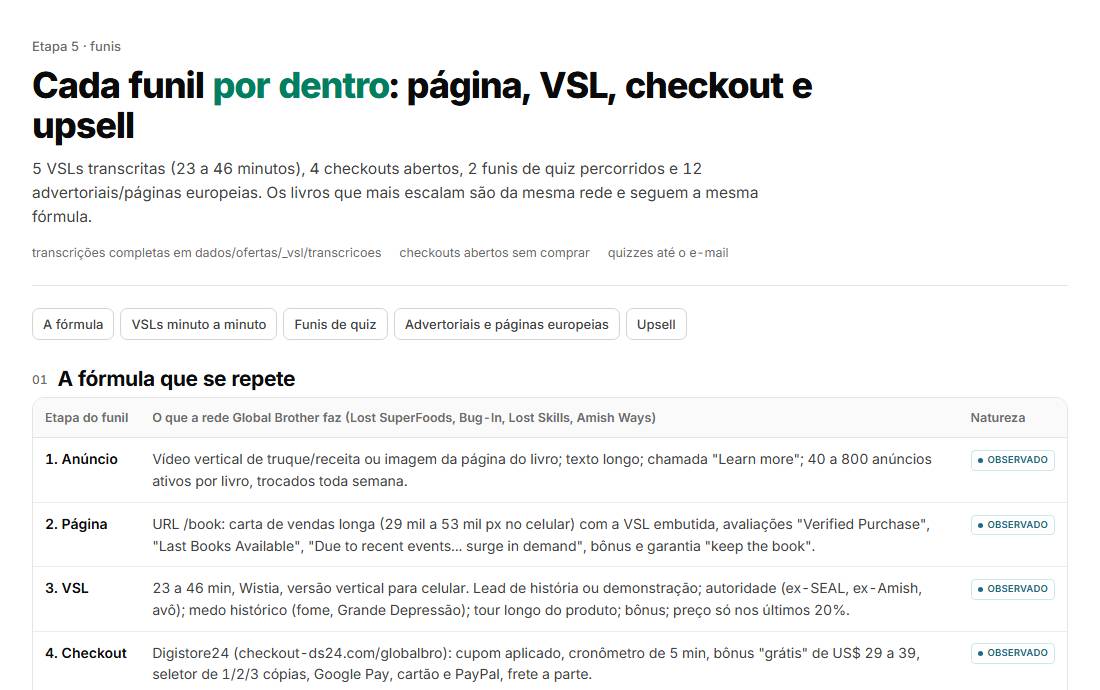 Etapa 5 · funis
Cada funil por dentro: página, VSL, checkout e
upsell
5 VSLs transcritas (23 a 46 minutos), 4 checkouts abertos, 2 funis de quiz percorridos e 12
advertoriais/páginas europeias. Os livros que mais escalam são da mesma rede e seguem a mesma
fórmula.
transcrições completas em dados/ofertas/_vsl/transcricoes checkouts abertos sem comprar quizzes até o e-mail
A fórmula VSLs minuto a minuto Funis de quiz Advertoriais e páginas europeias Upsell
01 A fórmula que se repete
Etapa do funil O que a rede Global Brother faz (Lost SuperFoods, Bug-In, Lost Skills, Amish Ways) Natureza
1. Anúncio Vídeo vertical de truque/receita ou imagem da página do livro; texto longo; chamada "Learn more"; 40 a 800 anúncios OBSERVADO
ativos por livro, trocados toda semana.
2. Página URL /book: carta de vendas longa (29 mil a 53 mil px no celular) com a VSL embutida, avaliações "Verified Purchase", OBSERVADO
"Last Books Available", "Due to recent events... surge in demand", bônus e garantia "keep the book".
3. VSL 23 a 46 min, Wistia, versão vertical para celular. Lead de história ou demonstração; autoridade (ex-SEAL, ex-Amish, OBSERVADO
avô); medo histórico (fome, Grande Depressão); tour longo do produto; bônus; preço só nos últimos 20%.
4. Checkout Digistore24 (checkout-ds24.com/globalbro): cupom aplicado, cronômetro de 5 min, bônus "grátis" de US$ 29 a 39, OBSERVADO
seletor de 1/2/3 cópias, Google Pay, cartão e PayPal, frete a parte.